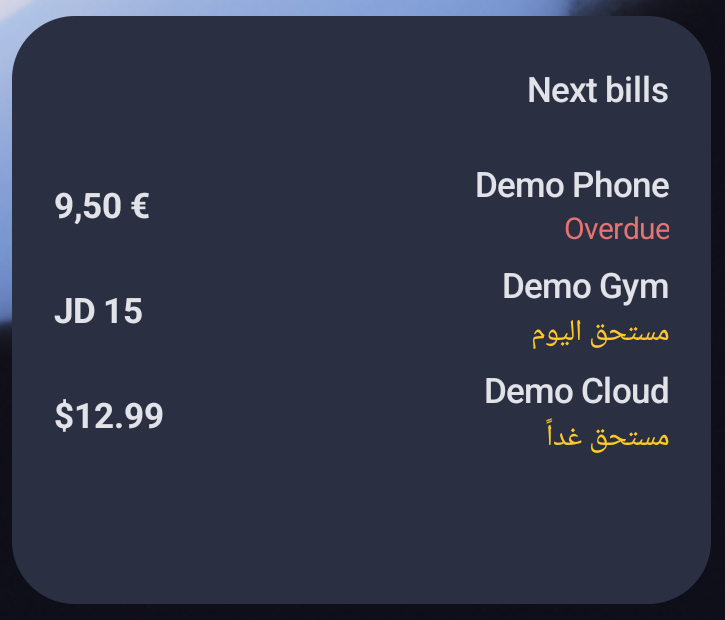 Next bills
Demo Phone
Overdue
9,50 €
Demo Gym
مستحق اليوم
JD 15
Demo Cloud
مستحق غداً
$12.99